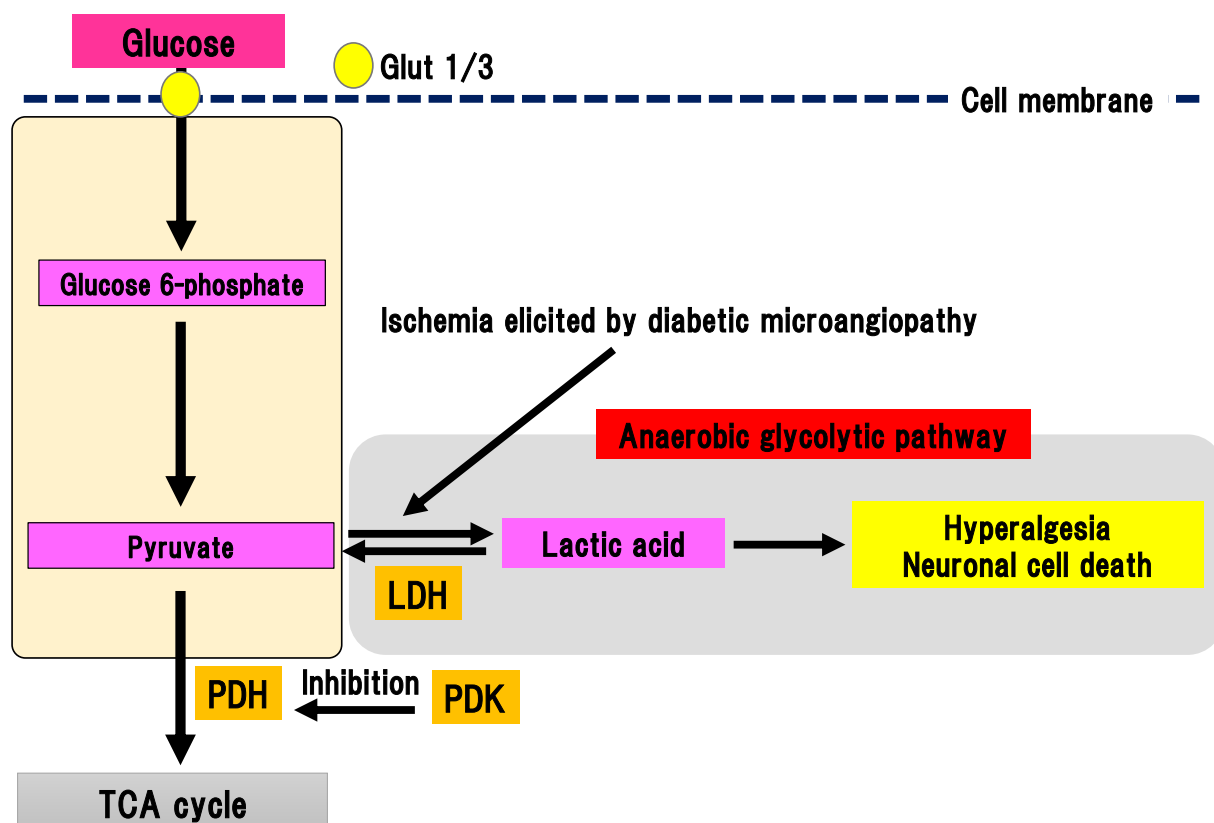 Glucose
Glut 1/3
Cell membrane
Glucose 6-phosphate
Ischemia elicited by diabetic microangiopathy
Anaerobic glycolytic pathway
Pyruvate
Lactic acid
Hyperalgesia
Neuronal cell death
LDH
PDH
Inhibition
PDK
TCA cycle